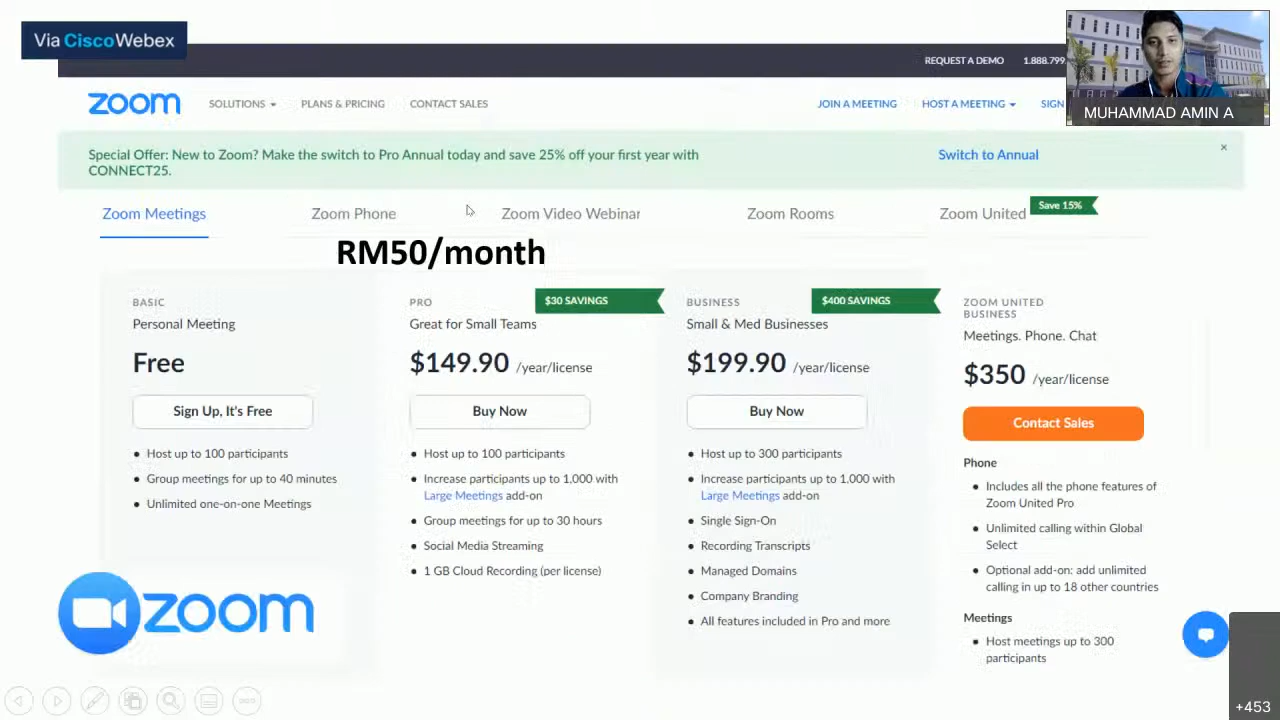 Via CiscoWebex
REQUEST A DEMO 1.888.799
MUHAMMAD AMIN A
zoom SOLUTIONS PLANS & PRICING CONTACT SALES JOIN A MEETING HOST A MEETING SIGN
Special Offer: New to Zoom? Make the switch to Pro Annual today and save 25% off your first year with
CONNECT25.
Switch to Annual
×
Zoom Meetings Zoom Phone Zoom Video Webinar Zoom Rooms Zoom United Save 15%
RM50/month
BASIC
Personal Meeting
Free
Sign Up, It's Free
• Host up to 100 participants
• Group meetings for up to 40 minutes
• Unlimited one-on-one Meetings
PRO
$30 SAVINGS
Great for Small Teams
$149.90 /year/license
Buy Now
• Host up to 100 participants
• Increase participants up to 1,000 with
Large Meetings add-on
• Group meetings for up to 30 hours
• Social Media Streaming
• 1 GB Cloud Recording (per license)
BUSINESS
$400 SAVINGS
Small & Med Businesses
$199.90 /year/license
Buy Now
• Host up to 300 participants
• Increase participants up to 1,000 with
Large Meetings add-on
• Single Sign-On
• Recording Transcripts
• Managed Domains
• Company Branding
• All features included in Pro and more
ZOOM UNITED
BUSINESS
Meetings. Phone. Chat
$350 /year/license
Contact Sales
Phone
• Includes all the phone features of
Zoom United Pro
• Unlimited calling within Global
Select
• Optional add-on: add unlimited
calling in up to 18 other countries
Meetings
• Host meetings up to 300
participants
zoom
+453